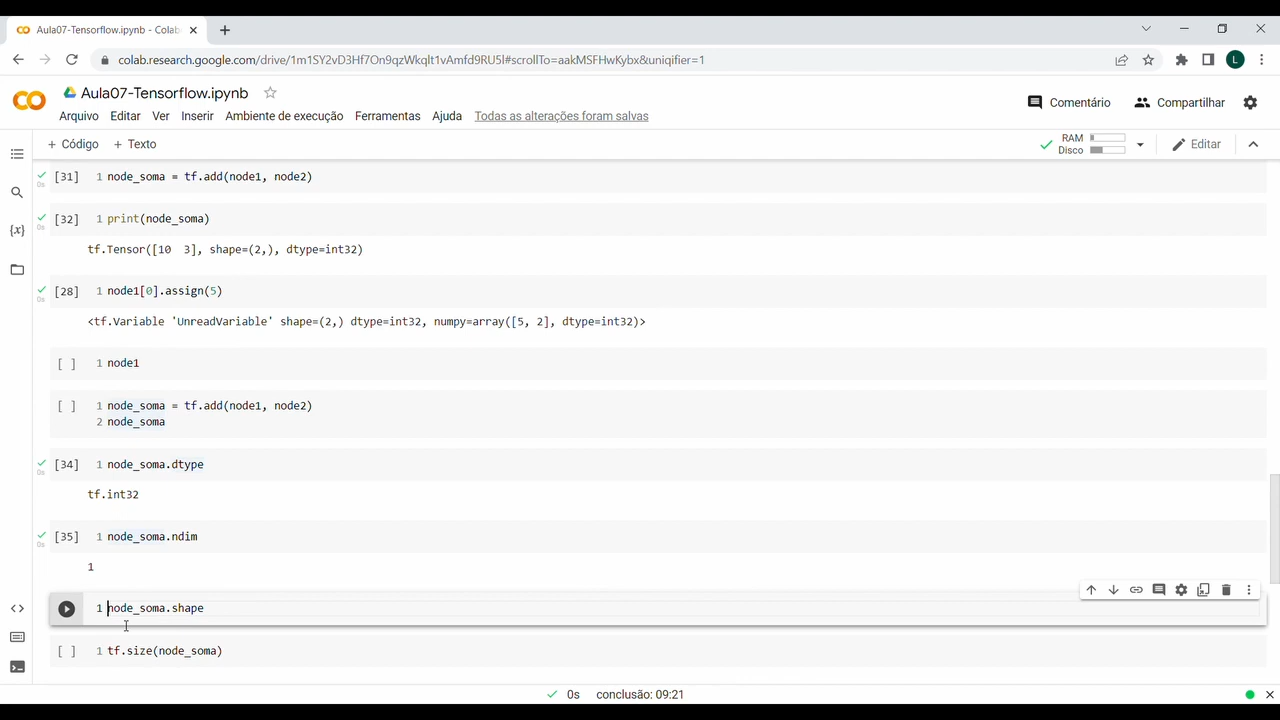 Aula07-Tensorflow.ipynb - Colab
colab.research.google.com/drive/1m1SY2vD3Hf7On9qzWkqlt1vAmfd9RU5l#scrollTo=aakMSFHwKybx&uniqifier=1
L
Aula07-Tensorflow.ipynb
Comentário Compartilhar
Arquivo Editar Ver Inserir Ambiente de execução Ferramentas Ajuda Todas as alterações foram salvas
+ Código + Texto
RAM
Disco
Editar
[31] 1 node_soma = tf.add(node1, node2)
0s
[32] 1 print(node_soma)
0s
tf.Tensor([10  3], shape=(2,), dtype=int32)
[28] 1 node1[0].assign(5)
0s
<tf.Variable 'UnreadVariable' shape=(2,) dtype=int32, numpy=array([5, 2], dtype=int32)>
[ ] 1 node1
[ ] 1 node_soma = tf.add(node1, node2)
2 node_soma
[34] 1 node_soma.dtype
0s
tf.int32
[35] 1 node_soma.ndim
0s
1
1 node_soma.shape
[ ] 1 tf.size(node_soma)
0s conclusão: 09:21